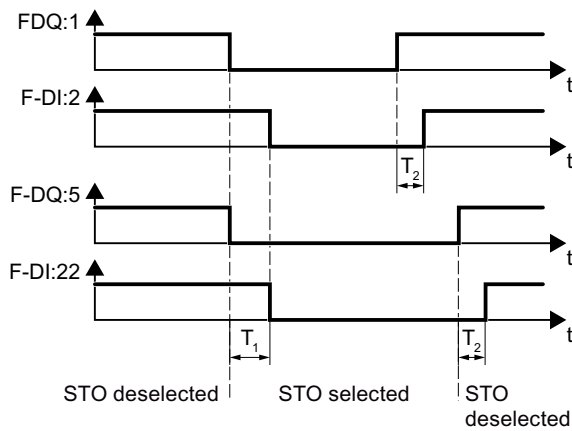 FDQ:1
t
F-DI:2
t
T2
F-DQ:5
t
F-DI:22
t
T1
T2
STO deselected
STO selected
STO
deselected